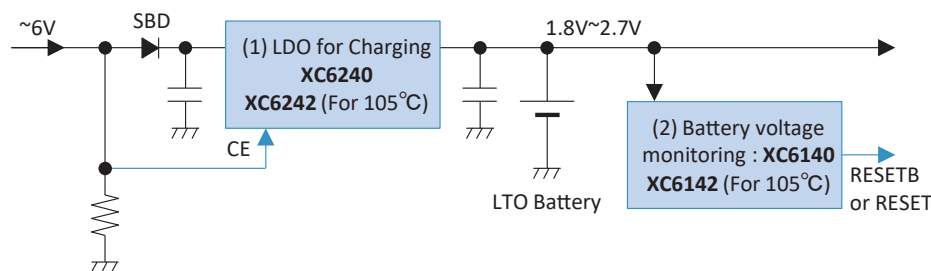 ~6V
SBD
(1) LDO for Charging
XC6240
XC6242 (For 105℃)
CE
1.8V~2.7V
LTO Battery
(2) Battery voltage
monitoring : XC6140
XC6142 (For 105℃)
RESETB
or RESET